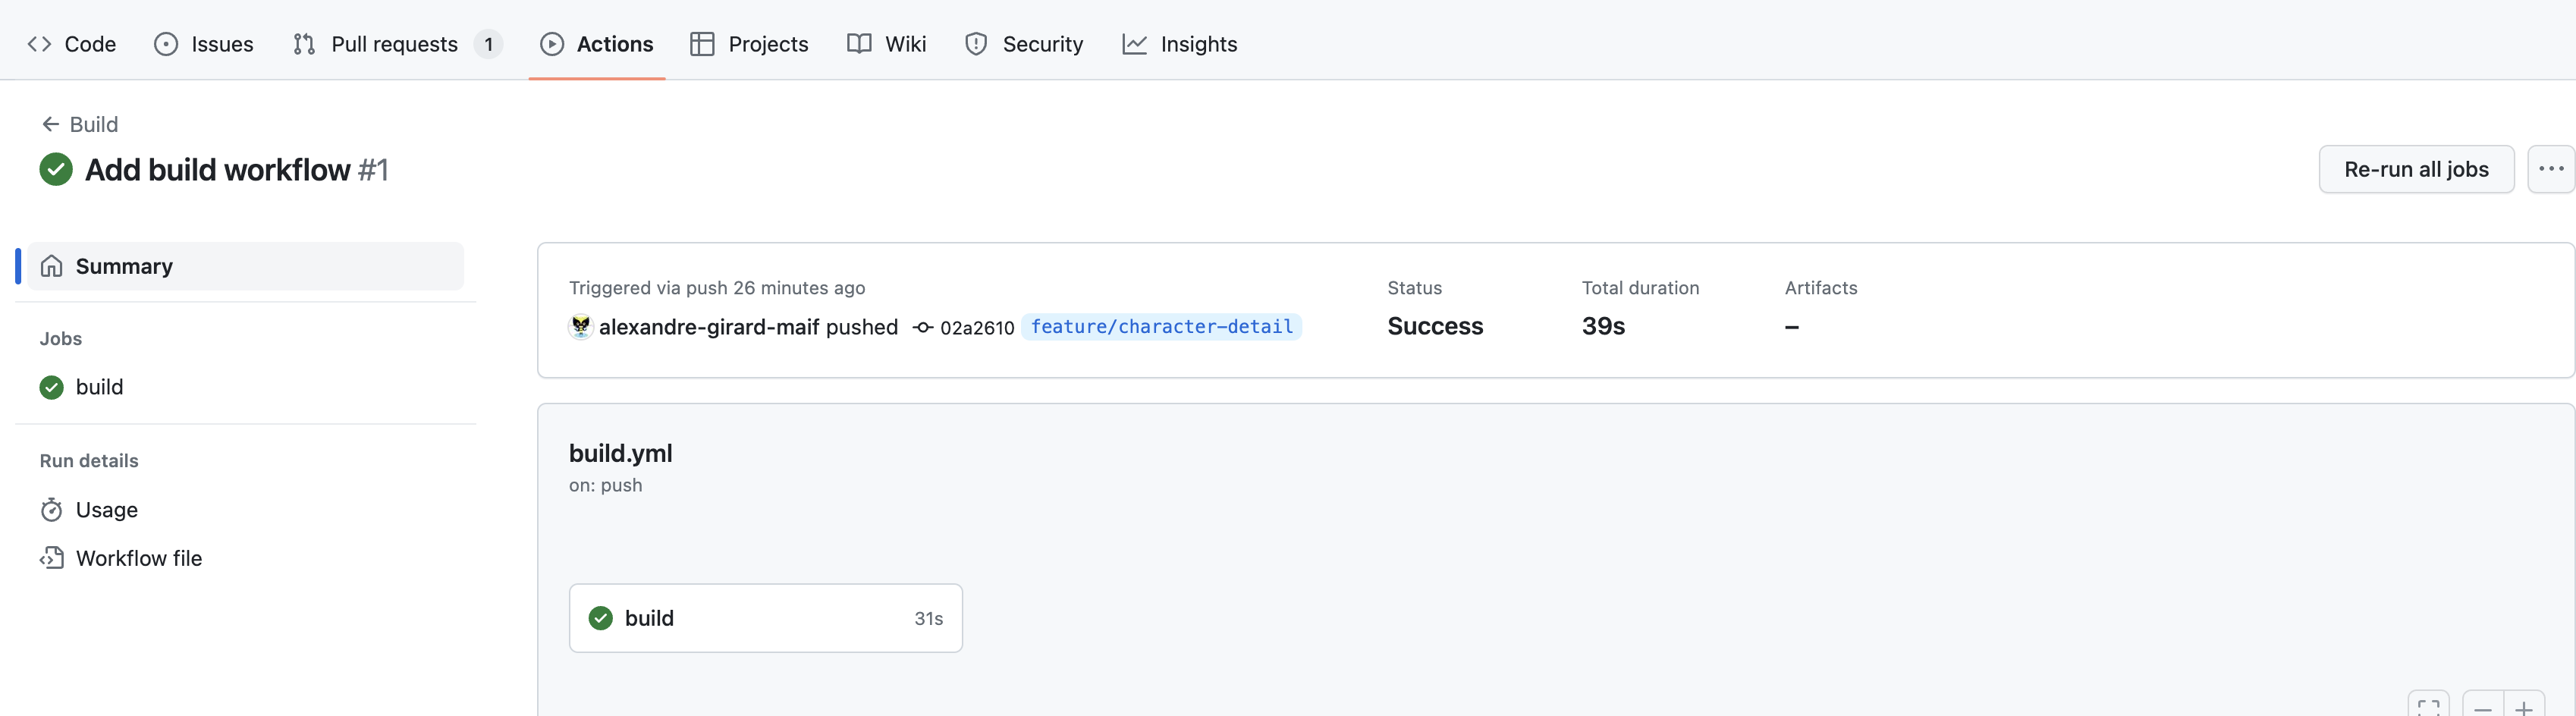 Code Issues Pull requests 1 Actions Projects Wiki Security Insights
Build
Add build workflow #1
Re-run all jobs
Summary
Jobs
build
Run details
Usage
Workflow file
Triggered via push 26 minutes ago
alexandre-girard-maif pushed 02a2610 feature/character-detail
Status
Success
Total duration
39s
Artifacts
–
build.yml
on: push
build 31s